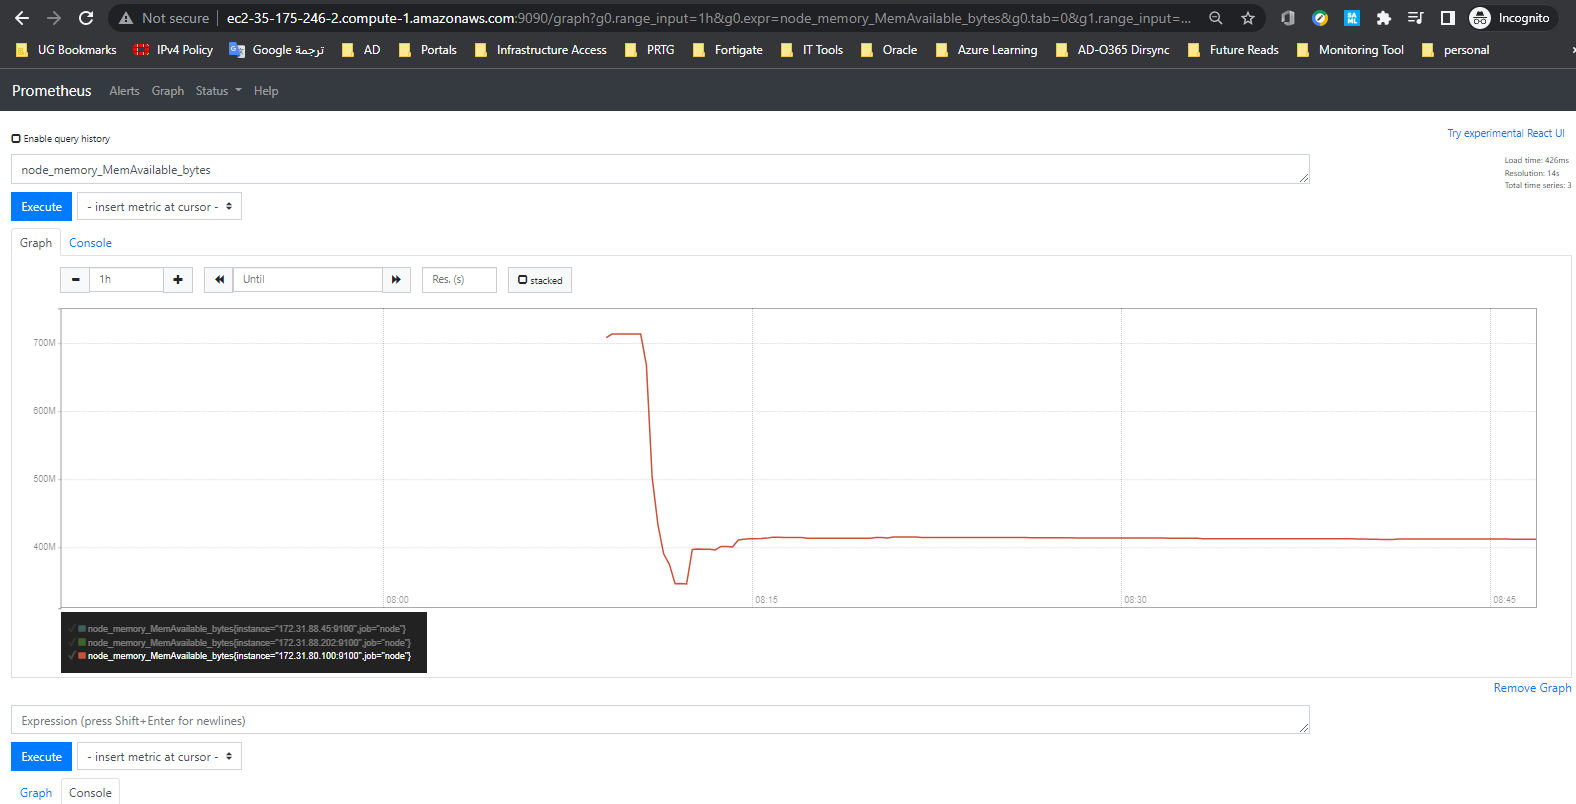 Not secure | ec2-35-175-246-2.compute-1.amazonaws.com:9090/graph?g0.range_input=1h&g0.expr=node_memory_MemAvailable_bytes&g0.tab=0&g1.range_input=... Incognito
UG Bookmarks IPv4 Policy Google ترجمة AD Portals Infrastructure Access PRTG Fortigate IT Tools Oracle Azure Learning AD-O365 Dirsync Future Reads Monitoring Tool personal
Prometheus Alerts Graph Status Help
Enable query history
Try experimental React UI
node_memory_MemAvailable_bytes
Load time: 426ms
Resolution: 14s
Total time series: 3
Execute - insert metric at cursor -
Graph Console
1h Until Res. (s) stacked
700M
600M
500M
400M
08:00 08:15 08:30 08:45
node_memory_MemAvailable_bytes{instance="172.31.88.45:9100",job="node"}
node_memory_MemAvailable_bytes{instance="172.31.88.202:9100",job="node"}
node_memory_MemAvailable_bytes{instance="172.31.80.100:9100",job="node"}
Remove Graph
Expression (press Shift+Enter for newlines)
Execute - insert metric at cursor -
Graph Console